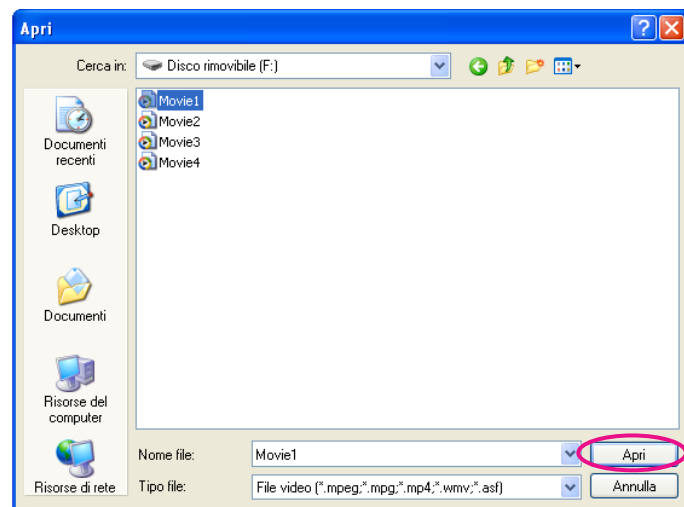 Apri
Cerca in: Disco rimovibile (F:)
Documenti
recenti
Desktop
Documenti
Risorse del
computer
Risorse di rete
Movie1
Movie2
Movie3
Movie4
Nome file: Movie1 Apri
Tipo file: File video (*.mpeg;*.mpg;*.mp4;*.wmv;*.asf) Annulla